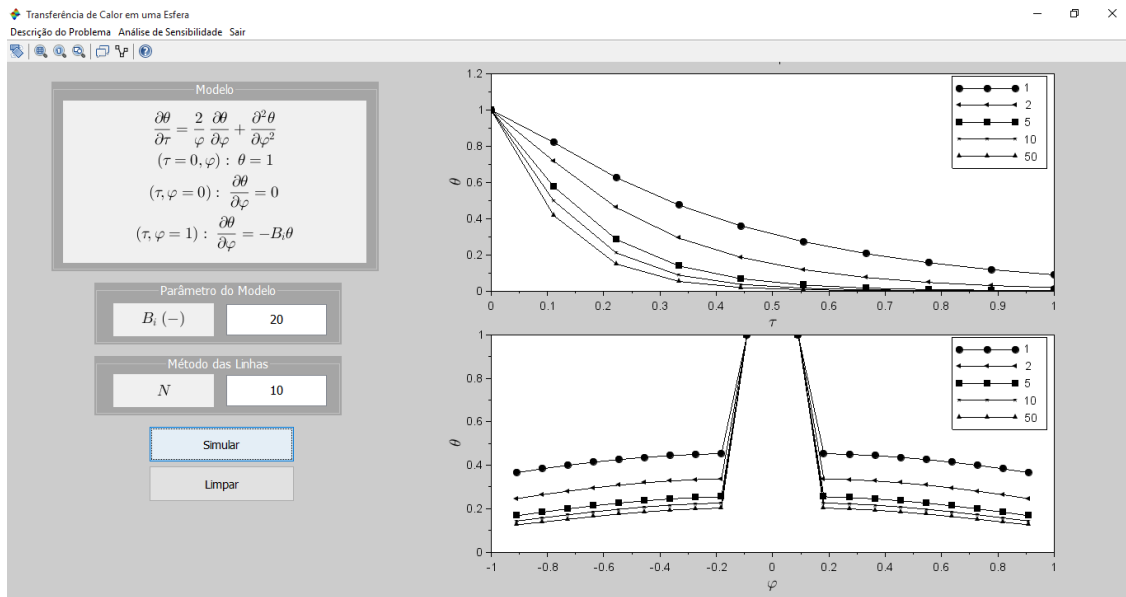 Transferência de Calor em uma Esfera
Descrição do Problema Análise de Sensibilidade Sair
Modelo
∂θ/∂τ = 2/φ ∂θ/∂φ + ∂²θ/∂φ²
(τ = 0, φ) : θ = 1
(τ, φ = 0) : ∂θ/∂φ = 0
(τ, φ = 1) : ∂θ/∂φ = −Biθ
Parâmetro do Modelo
Bi (−) 20
Método das Linhas
N 10
Simular
Limpar
1.2
1
0.8
0.6
0.4
0.2
0
θ
0 0.1 0.2 0.3 0.4 0.5 0.6 0.7 0.8 0.9 1
τ
1
2
5
10
50
1
0.8
0.6
0.4
0.2
0
θ
-1 -0.8 -0.6 -0.4 -0.2 0 0.2 0.4 0.6 0.8 1
φ
1
2
5
10
50